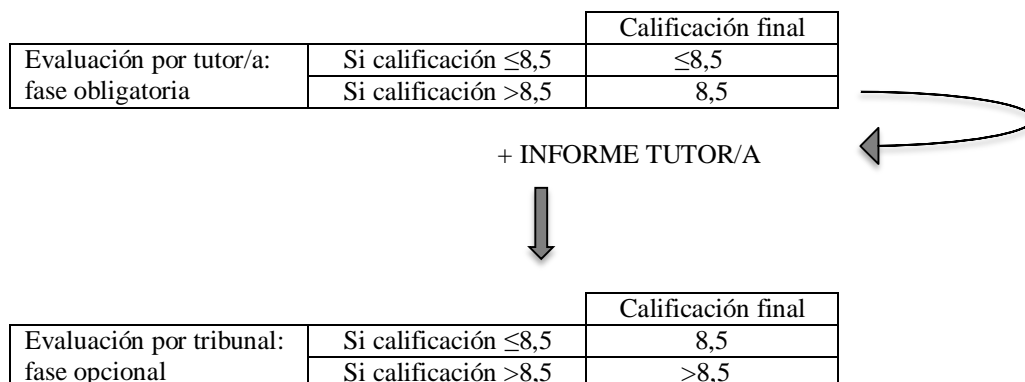 Calificación final
Evaluación por tutor/a: Si calificación ≤8,5 ≤8,5
fase obligatoria Si calificación >8,5 8,5
+ INFORME TUTOR/A
Calificación final
Evaluación por tribunal: Si calificación ≤8,5 8,5
fase opcional Si calificación >8,5 >8,5